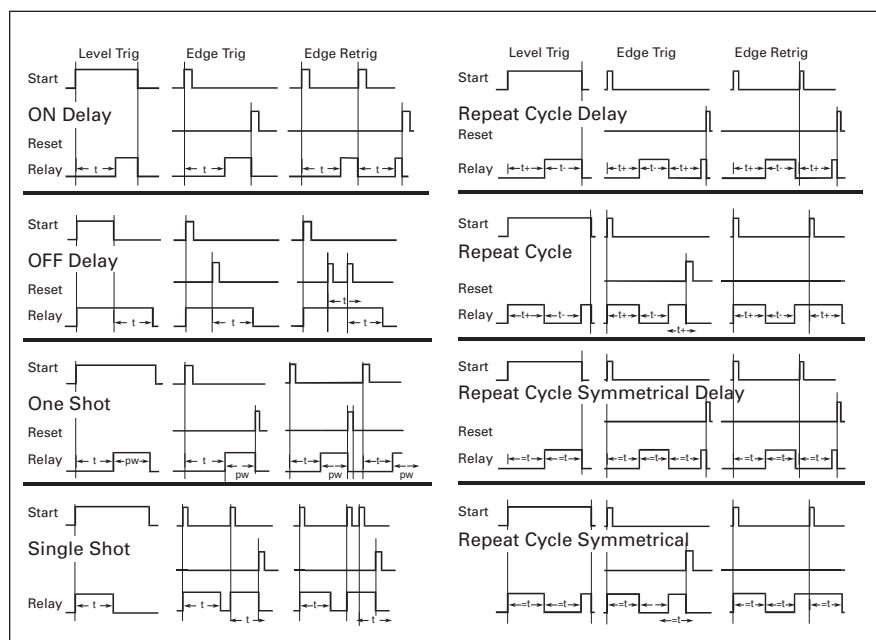 Level Trig Edge Trig Edge Retrig
Start
ON Delay
Reset
Relay t t t t
Start
OFF Delay
Reset
t
Relay t t t
Start
One Shot
Reset
Relay t pw t t t
pw pw pw
Start
Single Shot
Relay t t t
t t
Level Trig Edge Trig Edge Retrig
Start
Repeat Cycle Delay
Reset
Relay t+ t- t+ t- t+ t+ t- t+
Start
Repeat Cycle
Reset
Relay t+ t- t+ t- t+ t- t+
t+
Start
Repeat Cycle Symmetrical Delay
Reset
Relay =t =t =t =t =t =t =t =t
Start
Repeat Cycle Symmetrical
Relay =t =t =t =t =t =t
=t